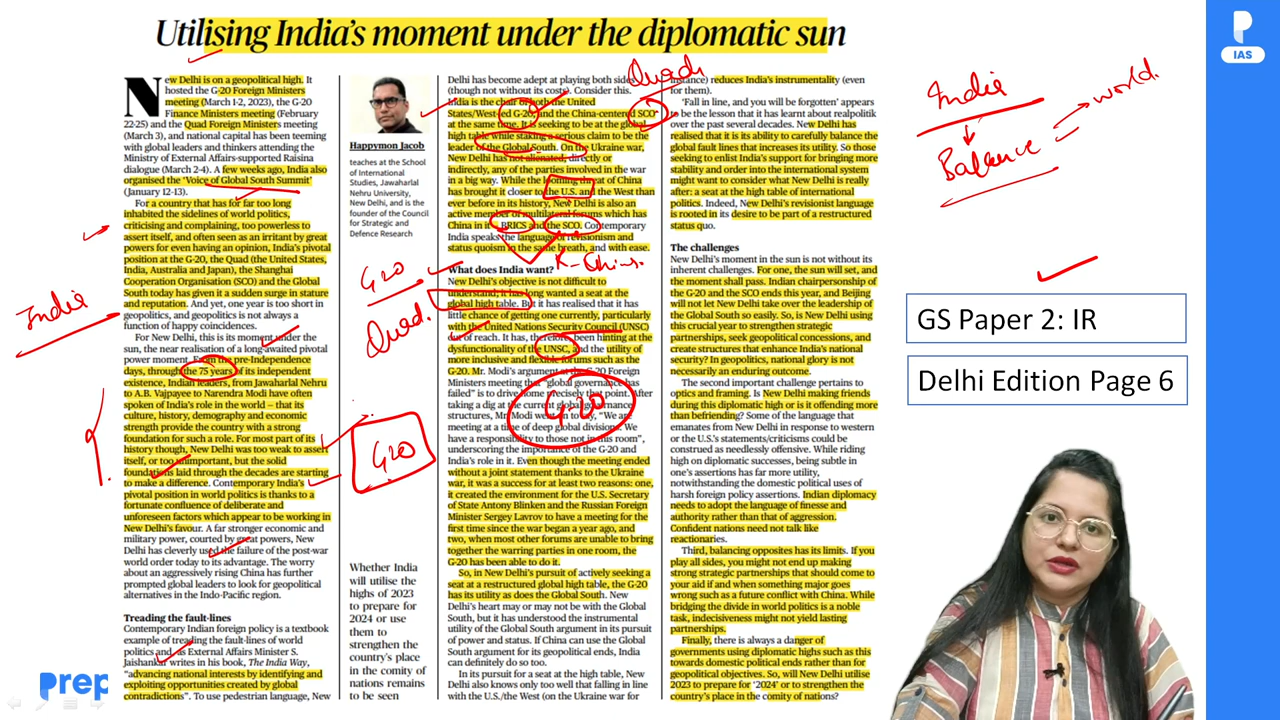 Utilising India's moment under the diplomatic sun
New Delhi is on a geopolitical high. It
hosted the G-20 Foreign Ministers
meeting (March 1-2, 2023), the G-20
Finance Ministers meeting (February
22-25) and the Quad Foreign Ministers
meeting (March 3), and national capital has been teeming
with global leaders and thinkers attending the
Ministry of External Affairs-supported Raisina
dialogue (March 2-4). A few weeks ago, India also
organised the 'Voice of Global South Summit'
(January 12-13).
For a country that has for far too long
inhabited the sidelines of world politics,
criticising and complaining, too powerless to
assert itself, and often seen as an irritant by great
powers for even having an opinion, India's pivotal
position at the G-20, the Quad (the United States,
India, Australia and Japan), the Shanghai
Cooperation Organisation (SCO) and the Global
South today has given it a sudden surge in stature
and reputation. And yet, one year is too short in
geopolitics, and geopolitics is not always a
function of happy coincidences.
For New Delhi, this is its moment under the
sun, the near realisation of a long-awaited pivotal
power moment. From the pre-Independence
days, through the 75 years of its independent
existence, Indian leaders, from Jawaharlal Nehru
to A.B. Vajpayee to Narendra Modi have often
spoken of India's role in the world – that its
culture, history, demography and economic
strength provide the country with a strong
foundation for such a role. For most part of its
history though, New Delhi was too weak to assert
itself, or too unimportant, but the solid
foundations laid through the decades are starting
to make a difference. Contemporary India's
pivotal position in world politics is thanks to a
fortunate confluence of deliberate and
unforeseen factors which appear to be working in
New Delhi's favour. A far stronger economic and
military power, courted by great powers, New
Delhi has cleverly used the failure of the post-war
world order today to its advantage. The worry
about an aggressively rising China has further
prompted global leaders to look for geopolitical
alternatives in the Indo-Pacific region.
Treading the fault-lines
Contemporary Indian foreign policy is a textbook
example of treading the fault-lines of world
politics and, as External Affairs Minister S.
Jaishankar writes in his book, The India Way,
"advancing national interests by identifying and
exploiting opportunities created by global
contradictions". To use pedestrian language, New
Happymon Jacob
teaches at the School
of International
Studies, Jawaharlal
Nehru University,
New Delhi, and is the
founder of the Council
for Strategic and
Defence Research
Whether India
will utilise the
highs of 2023
to prepare for
2024 or use
them to
strengthen the
country's place
in the comity of
nations remains
to be seen
Delhi has become adept at playing both sides
(though not without its costs). Consider this.
India is the chair of both the United
States/West-led G-20, and the China-centered SCO
at the same time. It is seeking to be at the global
high table while staking a serious claim to be the
leader of the Global South. On the Ukraine war,
New Delhi has not alienated, directly or
indirectly, any of the parties involved in the war
in a big way. While the looming threat of
China has brought it closer to the U.S. and the West than
ever before in its history, New Delhi is also an
active member of multilateral forums which has
China in it – BRICS and the SCO. Contemporary
India speaks the language of revisionism and
status quoism in the same breath, and with ease.
What does India want?
New Delhi's objective is not difficult to
understand: it has long wanted a seat at the
global high table. But it has realised that it has
little chance of getting one currently, particularly
with the United Nations Security Council (UNSC)
out of reach. It has, therefore, been hinting at the
dysfunctionality of the UNSC, and the utility of
more inclusive and flexible forums such as the
G-20. Mr. Modi's argument at the G-20 Foreign
Ministers meeting that "global governance has
failed" is to drive home precisely that point. After
taking a dig at the current global governance
structures, Mr. Modi went on to say, "We are
meeting at a time of deep global divisions. We
have a responsibility to those not in this room",
underscoring the importance of the G-20 and
India's role in it. Even though the meeting ended
without a joint statement thanks to the Ukraine
war, it was a success for at least two reasons: one,
it created the environment for the U.S. Secretary
of State Antony Blinken and the Russian Foreign
Minister Sergey Lavrov to have a meeting for the
first time since the war began a year ago, and
two, when most other forums are unable to bring
together the warring parties in one room, the
G-20 has been able to do it.
So, in New Delhi's pursuit of actively seeking a
seat at a restructured global high table, the G-20
has its utility as does the Global South. New
Delhi's heart may or may not be with the Global
South, but it has understood the instrumental
utility of the Global South argument in its pursuit
of power and status. If China can use the Global
South argument for its geopolitical ends, India
can definitely do so too.
In its pursuit for a seat at the high table, New
Delhi also knows only too well that falling in line
with the U.S./the West (on the Ukraine war for
instance) reduces India's instrumentality (even
for them).
'Fall in line, and you will be forgotten' appears
to be the lesson that it has learnt about realpolitik
over the past several decades. New Delhi has
realised that it is its ability to carefully balance the
global fault lines that increases its utility. So those
seeking to enlist India's support for bringing more
stability and order into the international system
might want to consider what New Delhi is really
after: a seat at the high table of international
politics. Indeed, New Delhi's revisionist language
is rooted in its desire to be part of a restructured
status quo.
The challenges
New Delhi's moment in the sun is not without its
inherent challenges. For one, the sun will set, and
the moment shall pass. Indian chairpersonship of
the G-20 and the SCO ends this year, and Beijing
will not let New Delhi take over the leadership of
the Global South so easily. So, is New Delhi using
this crucial year to strengthen strategic
partnerships, seek geopolitical concessions, and
create structures that enhance India's national
security? In geopolitics, national glory is not
necessarily an enduring outcome.
The second important challenge pertains to
optics and framing. Is New Delhi making friends
during this diplomatic high or is it offending more
than befriending? Some of the language that
emanates from New Delhi in response to western
or the U.S.'s statements/criticisms could be
construed as needlessly offensive. While riding
high on diplomatic successes, being subtle in
one's assertions has far more utility,
notwithstanding the domestic political uses of
harsh foreign policy assertions. Indian diplomacy
needs to adopt the language of finesse and
authority rather than that of aggression.
Confident nations need not talk like
reactionaries.
Third, balancing opposites has its limits. If you
play all sides, you might not end up making
strong strategic partnerships that should come to
your aid if and when something major goes
wrong such as a future conflict with China. While
bridging the divide in world politics is a noble
task, indecisiveness might not yield lasting
partnerships.
Finally, there is always a danger of
governments using diplomatic highs such as this
towards domestic political ends rather than for
geopolitical objectives. So, will New Delhi utilise
2023 to prepare for '2024' or to strengthen the
country's place in the comity of nations?
India
G20
Quad.
G20
G-20
Quad
India
Balance
world.
GS Paper 2: IR
Delhi Edition Page 6
IAS
prep